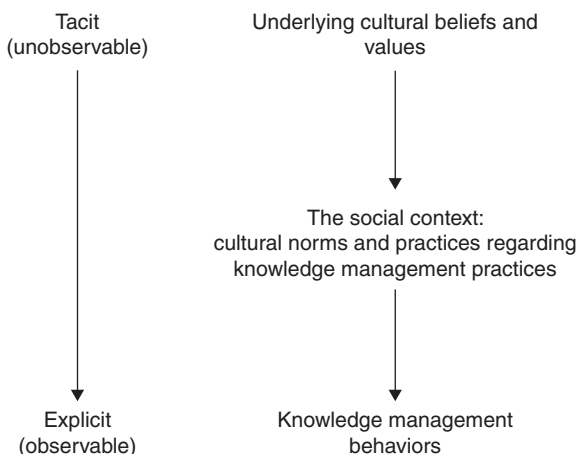 Tacit
(unobservable)
Underlying cultural beliefs and
values
The social context:
cultural norms and practices regarding
knowledge management practices
Explicit
(observable)
Knowledge management
behaviors